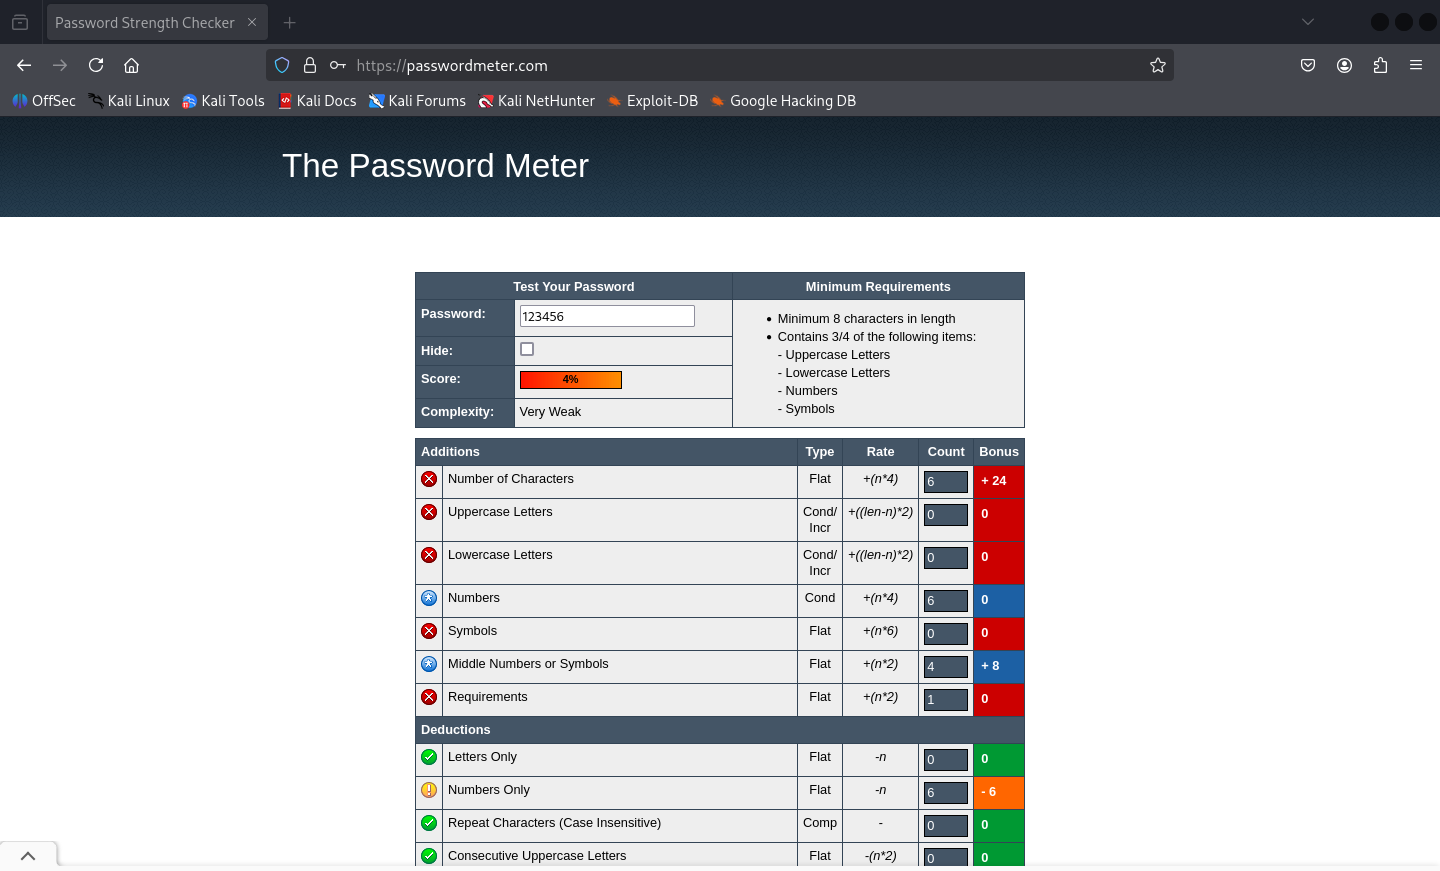 Password Strength Checker
https://passwordmeter.com
OffSec Kali Linux Kali Tools Kali Docs Kali Forums Kali NetHunter Exploit-DB Google Hacking DB
The Password Meter
Test Your Password Minimum Requirements
Password: 123456
Hide:
Score: 4%
Complexity: Very Weak
• Minimum 8 characters in length
• Contains 3/4 of the following items:
- Uppercase Letters
- Lowercase Letters
- Numbers
- Symbols
Additions Type Rate Count Bonus
Number of Characters Flat +(n*4) 6 + 24
Uppercase Letters Cond/ +((len-n)*2) 0 0
Incr
Lowercase Letters Cond/ +((len-n)*2) 0 0
Incr
Numbers Cond +(n*4) 6 0
Symbols Flat +(n*6) 0 0
Middle Numbers or Symbols Flat +(n*2) 4 + 8
Requirements Flat +(n*2) 1 0
Deductions
Letters Only Flat -n 0 0
Numbers Only Flat -n 6 - 6
Repeat Characters (Case Insensitive) Comp - 0 0
Consecutive Uppercase Letters Flat -(n*2) 0 0